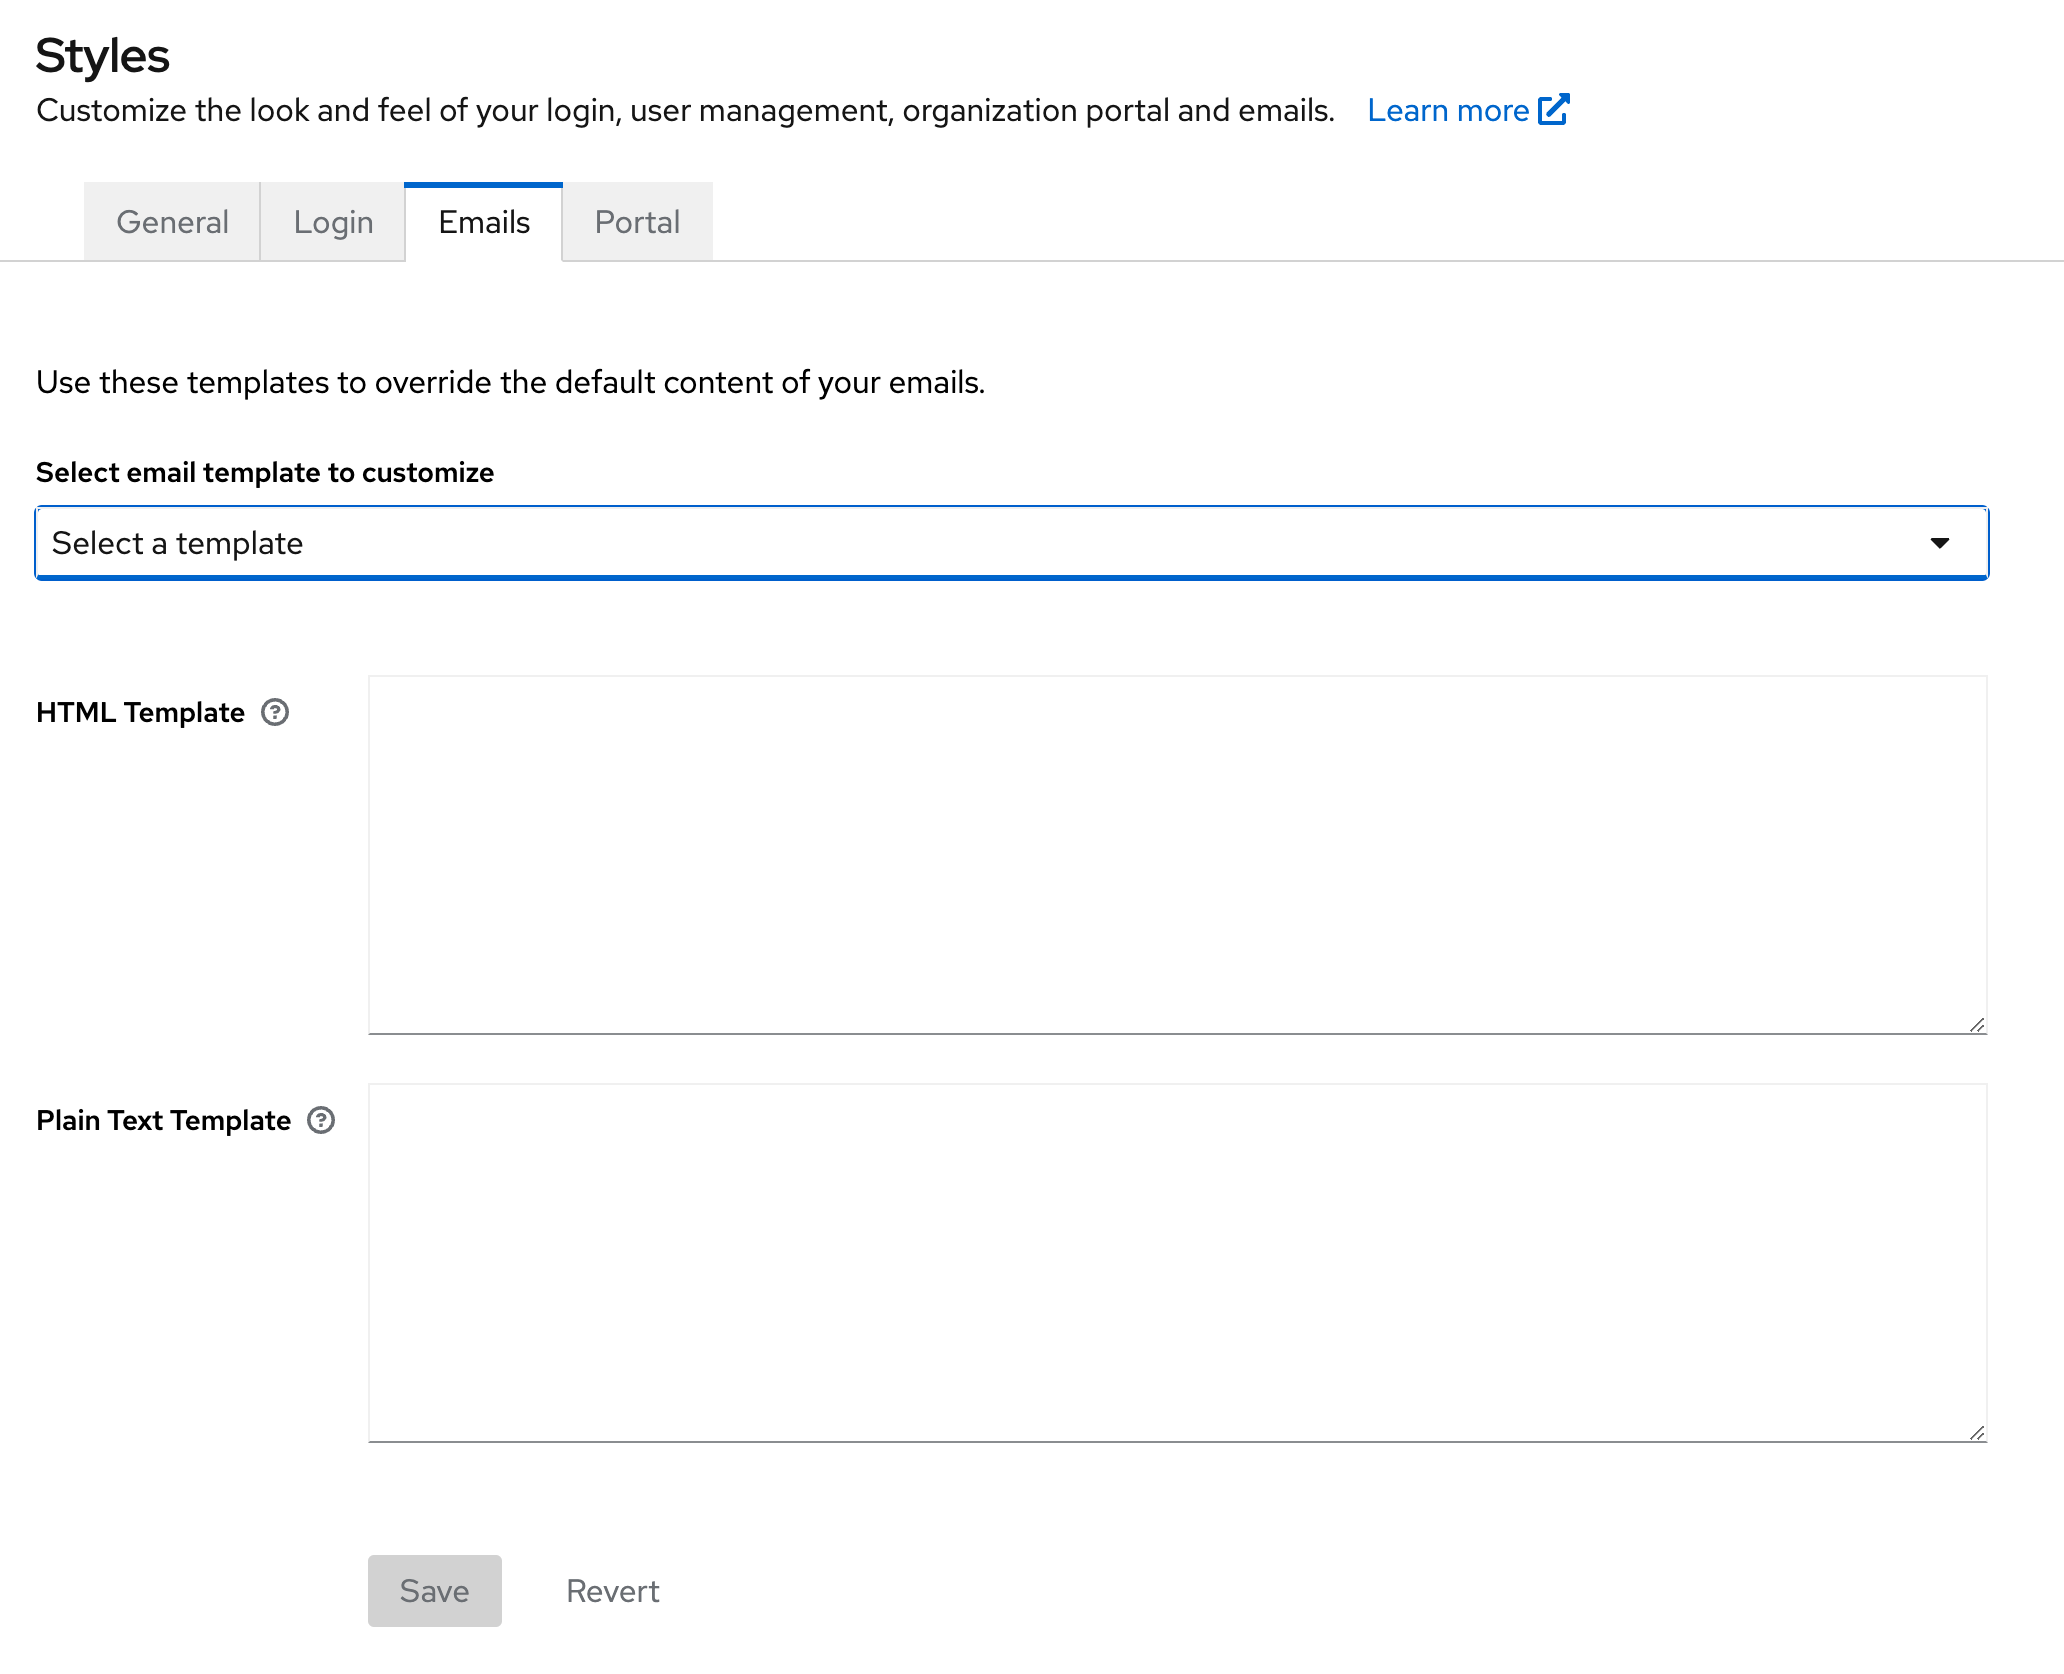 Styles
Customize the look and feel of your login, user management, organization portal and emails. Learn more
General Login Emails Portal
Use these templates to override the default content of your emails.
Select email template to customize
Select a template
HTML Template
Plain Text Template
Save Revert